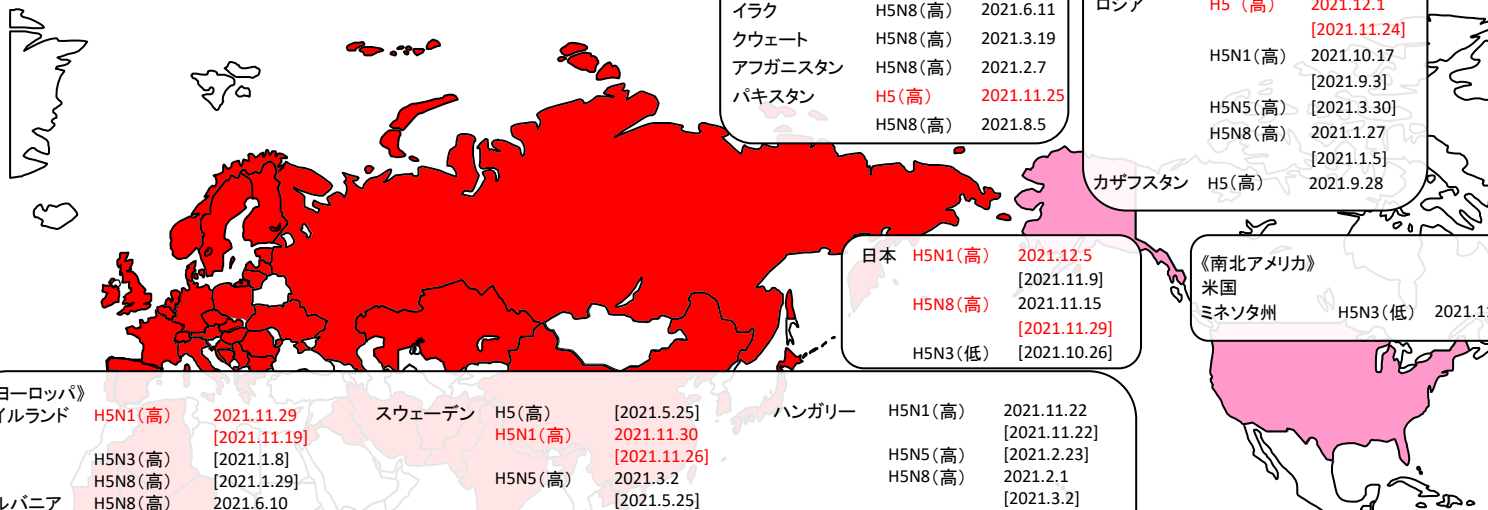 イラク H5N8(高) 2021.6.11
クウェート H5N8(高) 2021.3.19
アフガニスタン H5N8(高) 2021.2.7
パキスタン H5(高) 2021.11.25
H5N8(高) 2021.8.5
ロシア H5 (高) 2021.12.1
[2021.11.24]
H5N1(高) 2021.10.17
[2021.9.3]
H5N5(高) [2021.3.30]
H5N8(高) 2021.1.27
[2021.1.5]
カザフスタン H5(高) 2021.9.28
日本 H5N1(高) 2021.12.5
[2021.11.9]
H5N8(高) 2021.11.15
[2021.11.29]
H5N3(低) [2021.10.26]
《南北アメリカ》
米国
ミネソタ州 H5N3(低) 2021.11
ヨーロッパ》
イルランド H5N1(高) 2021.11.29
[2021.11.19]
H5N3(高) [2021.1.8]
H5N8(高) [2021.1.29]
ルバニア H5N8(高) 2021.6.10
スウェーデン H5(高) [2021.5.25]
H5N1(高) 2021.11.30
[2021.11.26]
H5N5(高) 2021.3.2
[2021.5.25]
ハンガリー H5N1(高) 2021.11.22
[2021.11.22]
H5N5(高) [2021.2.23]
H5N8(高) 2021.2.1
[2021.3.2]